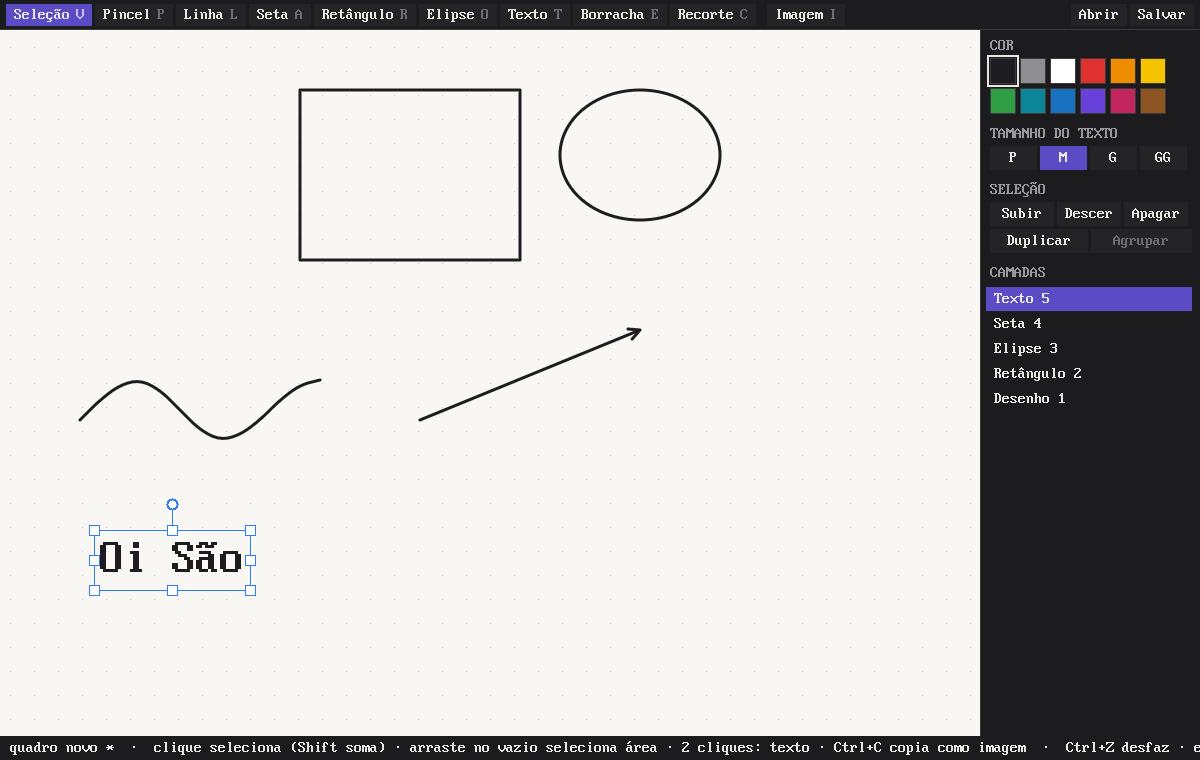 Seleção V Pincel P Linha L Seta A Retângulo R Elipse O Texto T Borracha E Recorte C Imagem I Abrir Salvar
COR
TAMANHO DO TEXTO
P M G GG
SELEÇÃO
Subir Descer Apagar
Duplicar Agrupar
CAMADAS
Texto 5
Seta 4
Elipse 3
Retângulo 2
Desenho 1
Oi São
quadro novo * · clique seleciona (Shift soma) · arraste no vazio seleciona área · 2 cliques: texto · Ctrl+C copia como imagem · Ctrl+Z desfaz ·